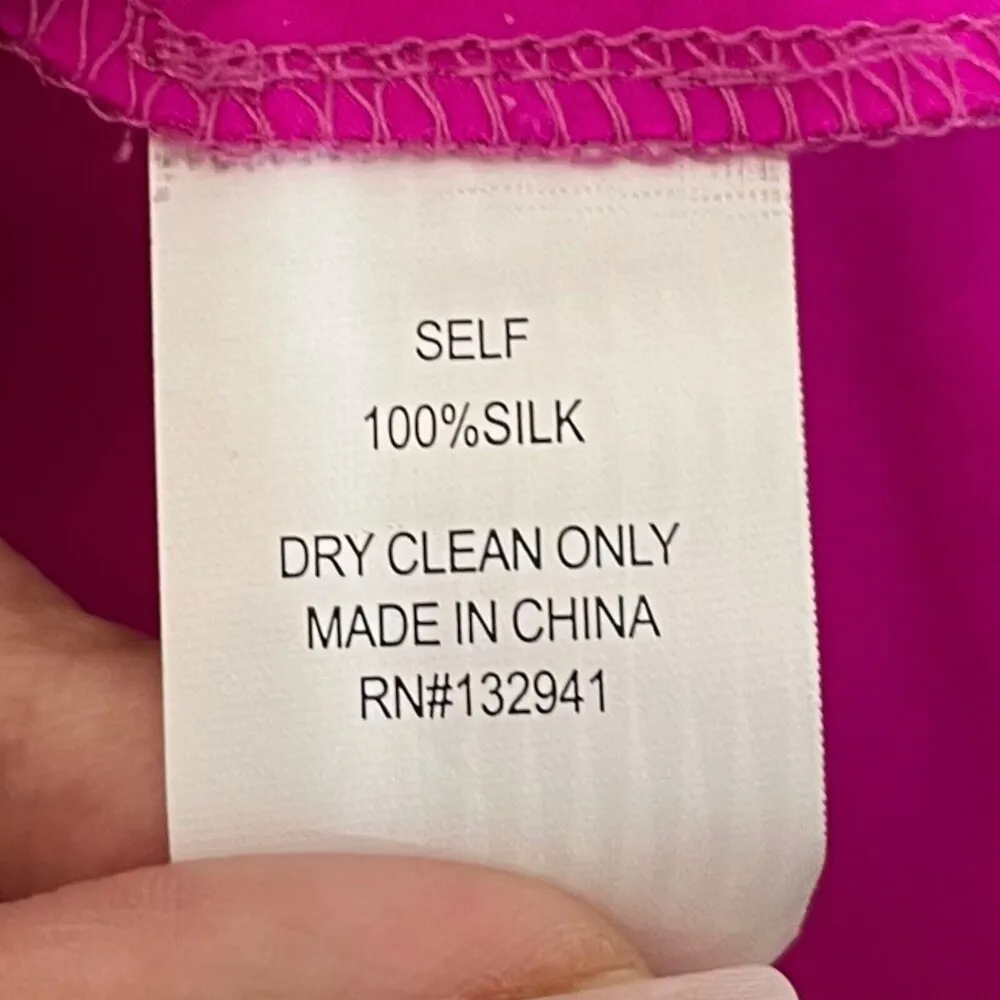 SELF
100%SILK
DRY CLEAN ONLY
MADE IN CHINA
RN#132941